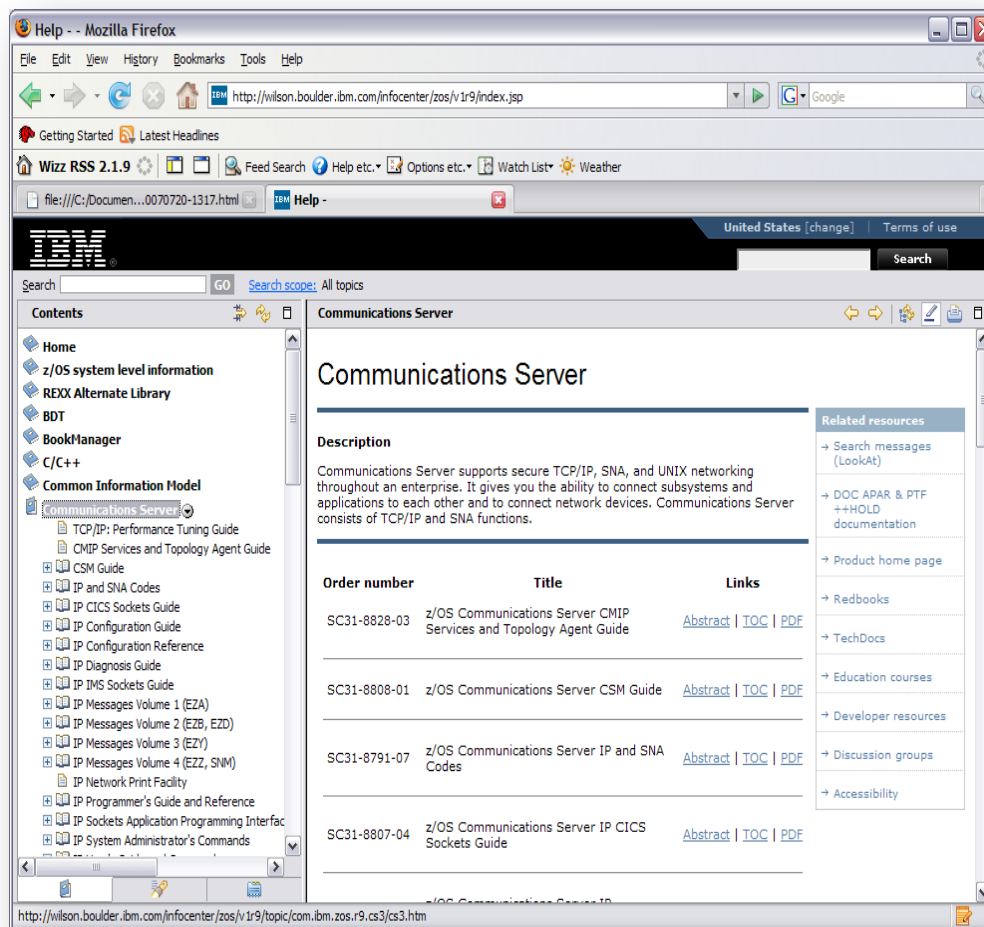 Help - - Mozilla Firefox
File Edit View History Bookmarks Tools Help
http://wilson.boulder.ibm.com/infocenter/zos/v1r9/index.jsp
Google
Getting Started Latest Headlines
Wizz RSS 2.1.9 Feed Search Help etc. Options etc. Watch List Weather
file:///C:/Documen...0070720-1317.html
IBM Help -
IBM
United States [change] Terms of use
Search
Search GO Search scope: All topics
Contents
Home
z/OS system level information
REXX Alternate Library
BDT
BookManager
C/C++
Common Information Model
Communications Server
TCP/IP: Performance Tuning Guide
CMIP Services and Topology Agent Guide
CSM Guide
IP and SNA Codes
IP CICS Sockets Guide
IP Configuration Guide
IP Configuration Reference
IP Diagnosis Guide
IP IMS Sockets Guide
IP Messages Volume 1 (EZA)
IP Messages Volume 2 (EZB, EZD)
IP Messages Volume 3 (EZY)
IP Messages Volume 4 (EZZ, SNM)
IP Network Print Facility
IP Programmer's Guide and Reference
IP Sockets Application Programming Interfac
IP System Administrator's Commands
Communications Server
Communications Server
Description
Communications Server supports secure TCP/IP, SNA, and UNIX networking
throughout an enterprise. It gives you the ability to connect subsystems and
applications to each other and to connect network devices. Communications Server
consists of TCP/IP and SNA functions.
Order number Title Links
SC31-8828-03 z/OS Communications Server CMIP
Services and Topology Agent Guide Abstract | TOC | PDF
SC31-8808-01 z/OS Communications Server CSM Guide Abstract | TOC | PDF
SC31-8791-07 z/OS Communications Server IP and SNA
Codes Abstract | TOC | PDF
SC31-8807-04 z/OS Communications Server IP CICS
Sockets Guide Abstract | TOC | PDF
z/OS Communications Server IP
Related resources
Search messages
(LookAt)
DOC APAR & PTF
++HOLD
documentation
Product home page
Redbooks
TechDocs
Education courses
Developer resources
Discussion groups
Accessibility
http://wilson.boulder.ibm.com/infocenter/zos/v1r9/topic/com.ibm.zos.r9.cs3/cs3.htm